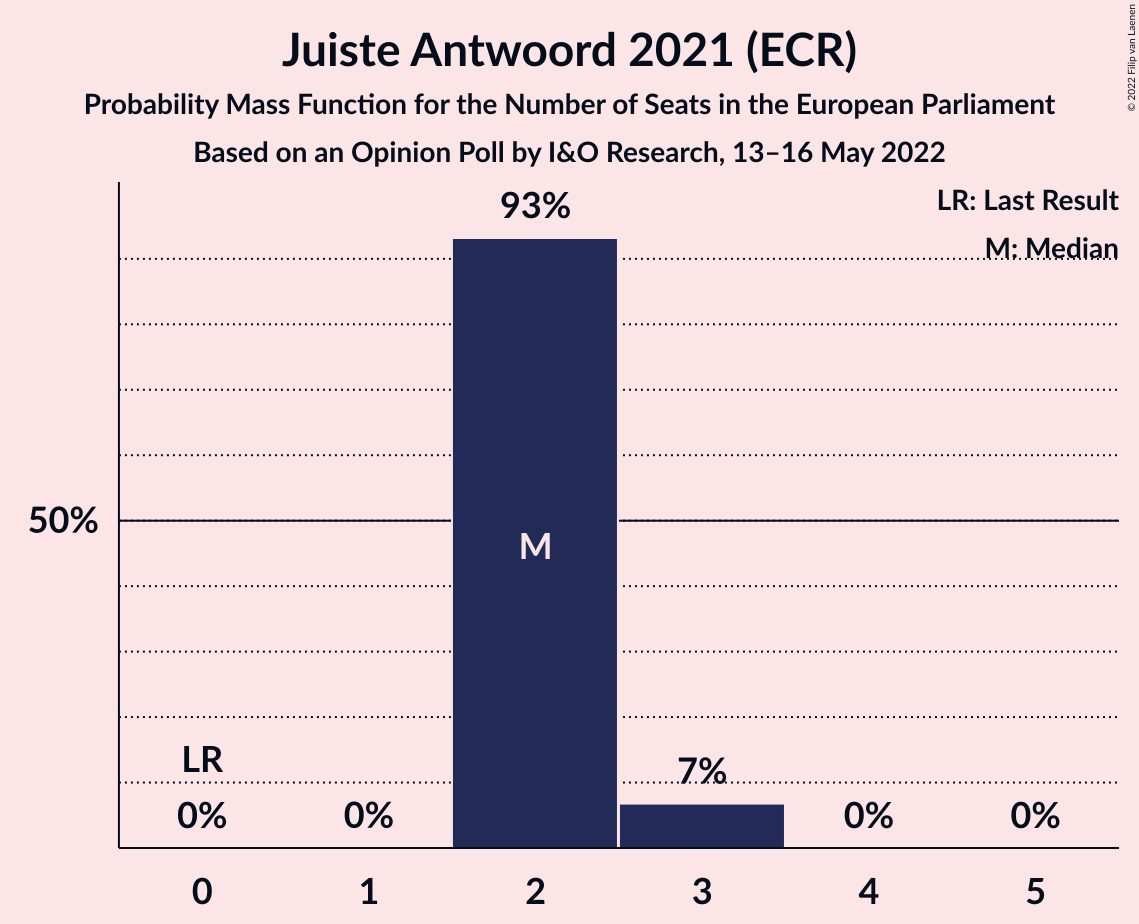 Juiste Antwoord 2021 (ECR)
Probability Mass Function for the Number of Seats in the European Parliament
Based on an Opinion Poll by I&O Research, 13–16 May 2022
© 2022 Filip van Laenen
LR: Last Result
M: Median
93%
50%
M
LR
7%
0% 0% 0% 0%
0 1 2 3 4 5